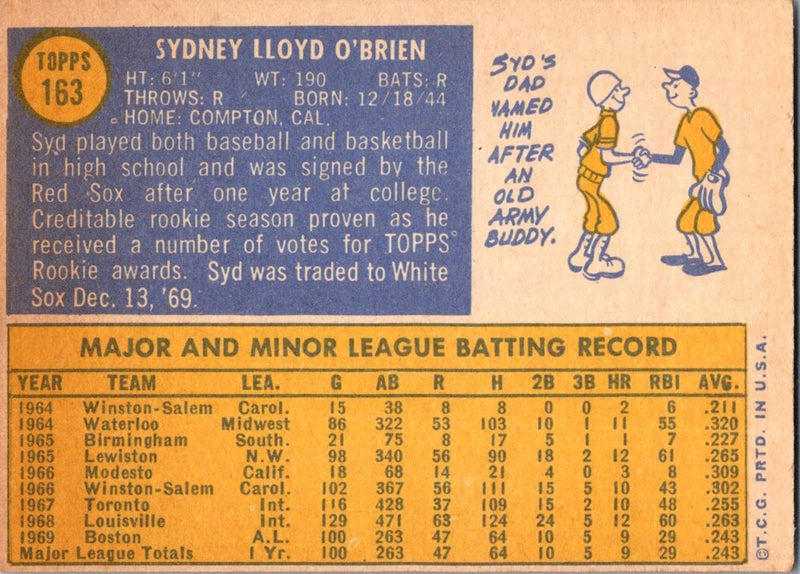 TOPPS
163
SYDNEY LLOYD O'BRIEN
HT: 6'1" WT: 190 BATS: R
THROWS: R BORN: 12/18/44
HOME: COMPTON, CAL.
Syd played both baseball and basketball
in high school and was signed by the
Red Sox after one year at college.
Creditable rookie season proven as he
received a number of votes for TOPPS
Rookie awards. Syd was traded to White
Sox Dec. 13, '69.
SYD'S
DAD
NAMED
HIM
AFTER
AN
OLD
ARMY
BUDDY.
MAJOR AND MINOR LEAGUE BATTING RECORD
YEAR TEAM LEA. G AB R H 2B 3B HR RBI AVG.
1964 Winston-Salem Carol. 15 38 8 8 0 0 2 6 .211
1964 Waterloo Midwest 86 322 53 103 10 1 11 55 .320
1965 Birmingham South. 21 75 8 17 5 1 1 7 .227
1965 Lewiston N.W. 98 340 56 90 18 2 12 61 .265
1966 Modesto Calif. 18 68 14 21 4 0 3 8 .309
1966 Winston-Salem Carol. 102 367 56 111 15 5 10 43 .302
1967 Toronto Int. 116 428 37 109 15 2 10 48 .255
1968 Louisville Int. 129 471 63 124 24 5 12 60 .263
1969 Boston A.L. 100 263 47 64 10 5 9 29 .243
Major League Totals 1 Yr. 100 263 47 64 10 5 9 29 .243
©T.C.G. PRTD. IN U.S.A.